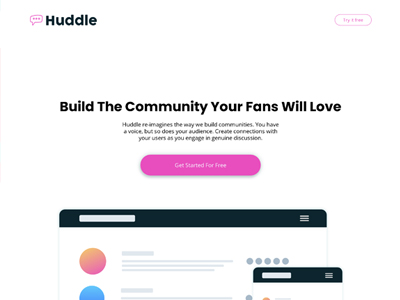 Huddle
Try it Free
Build The Community Your Fans Will Love
Huddle re-imagines the way we build communities. You have
a voice, but so does your audience. Create connections with
your users as you engage in genuine discussion.
Get Started For Free